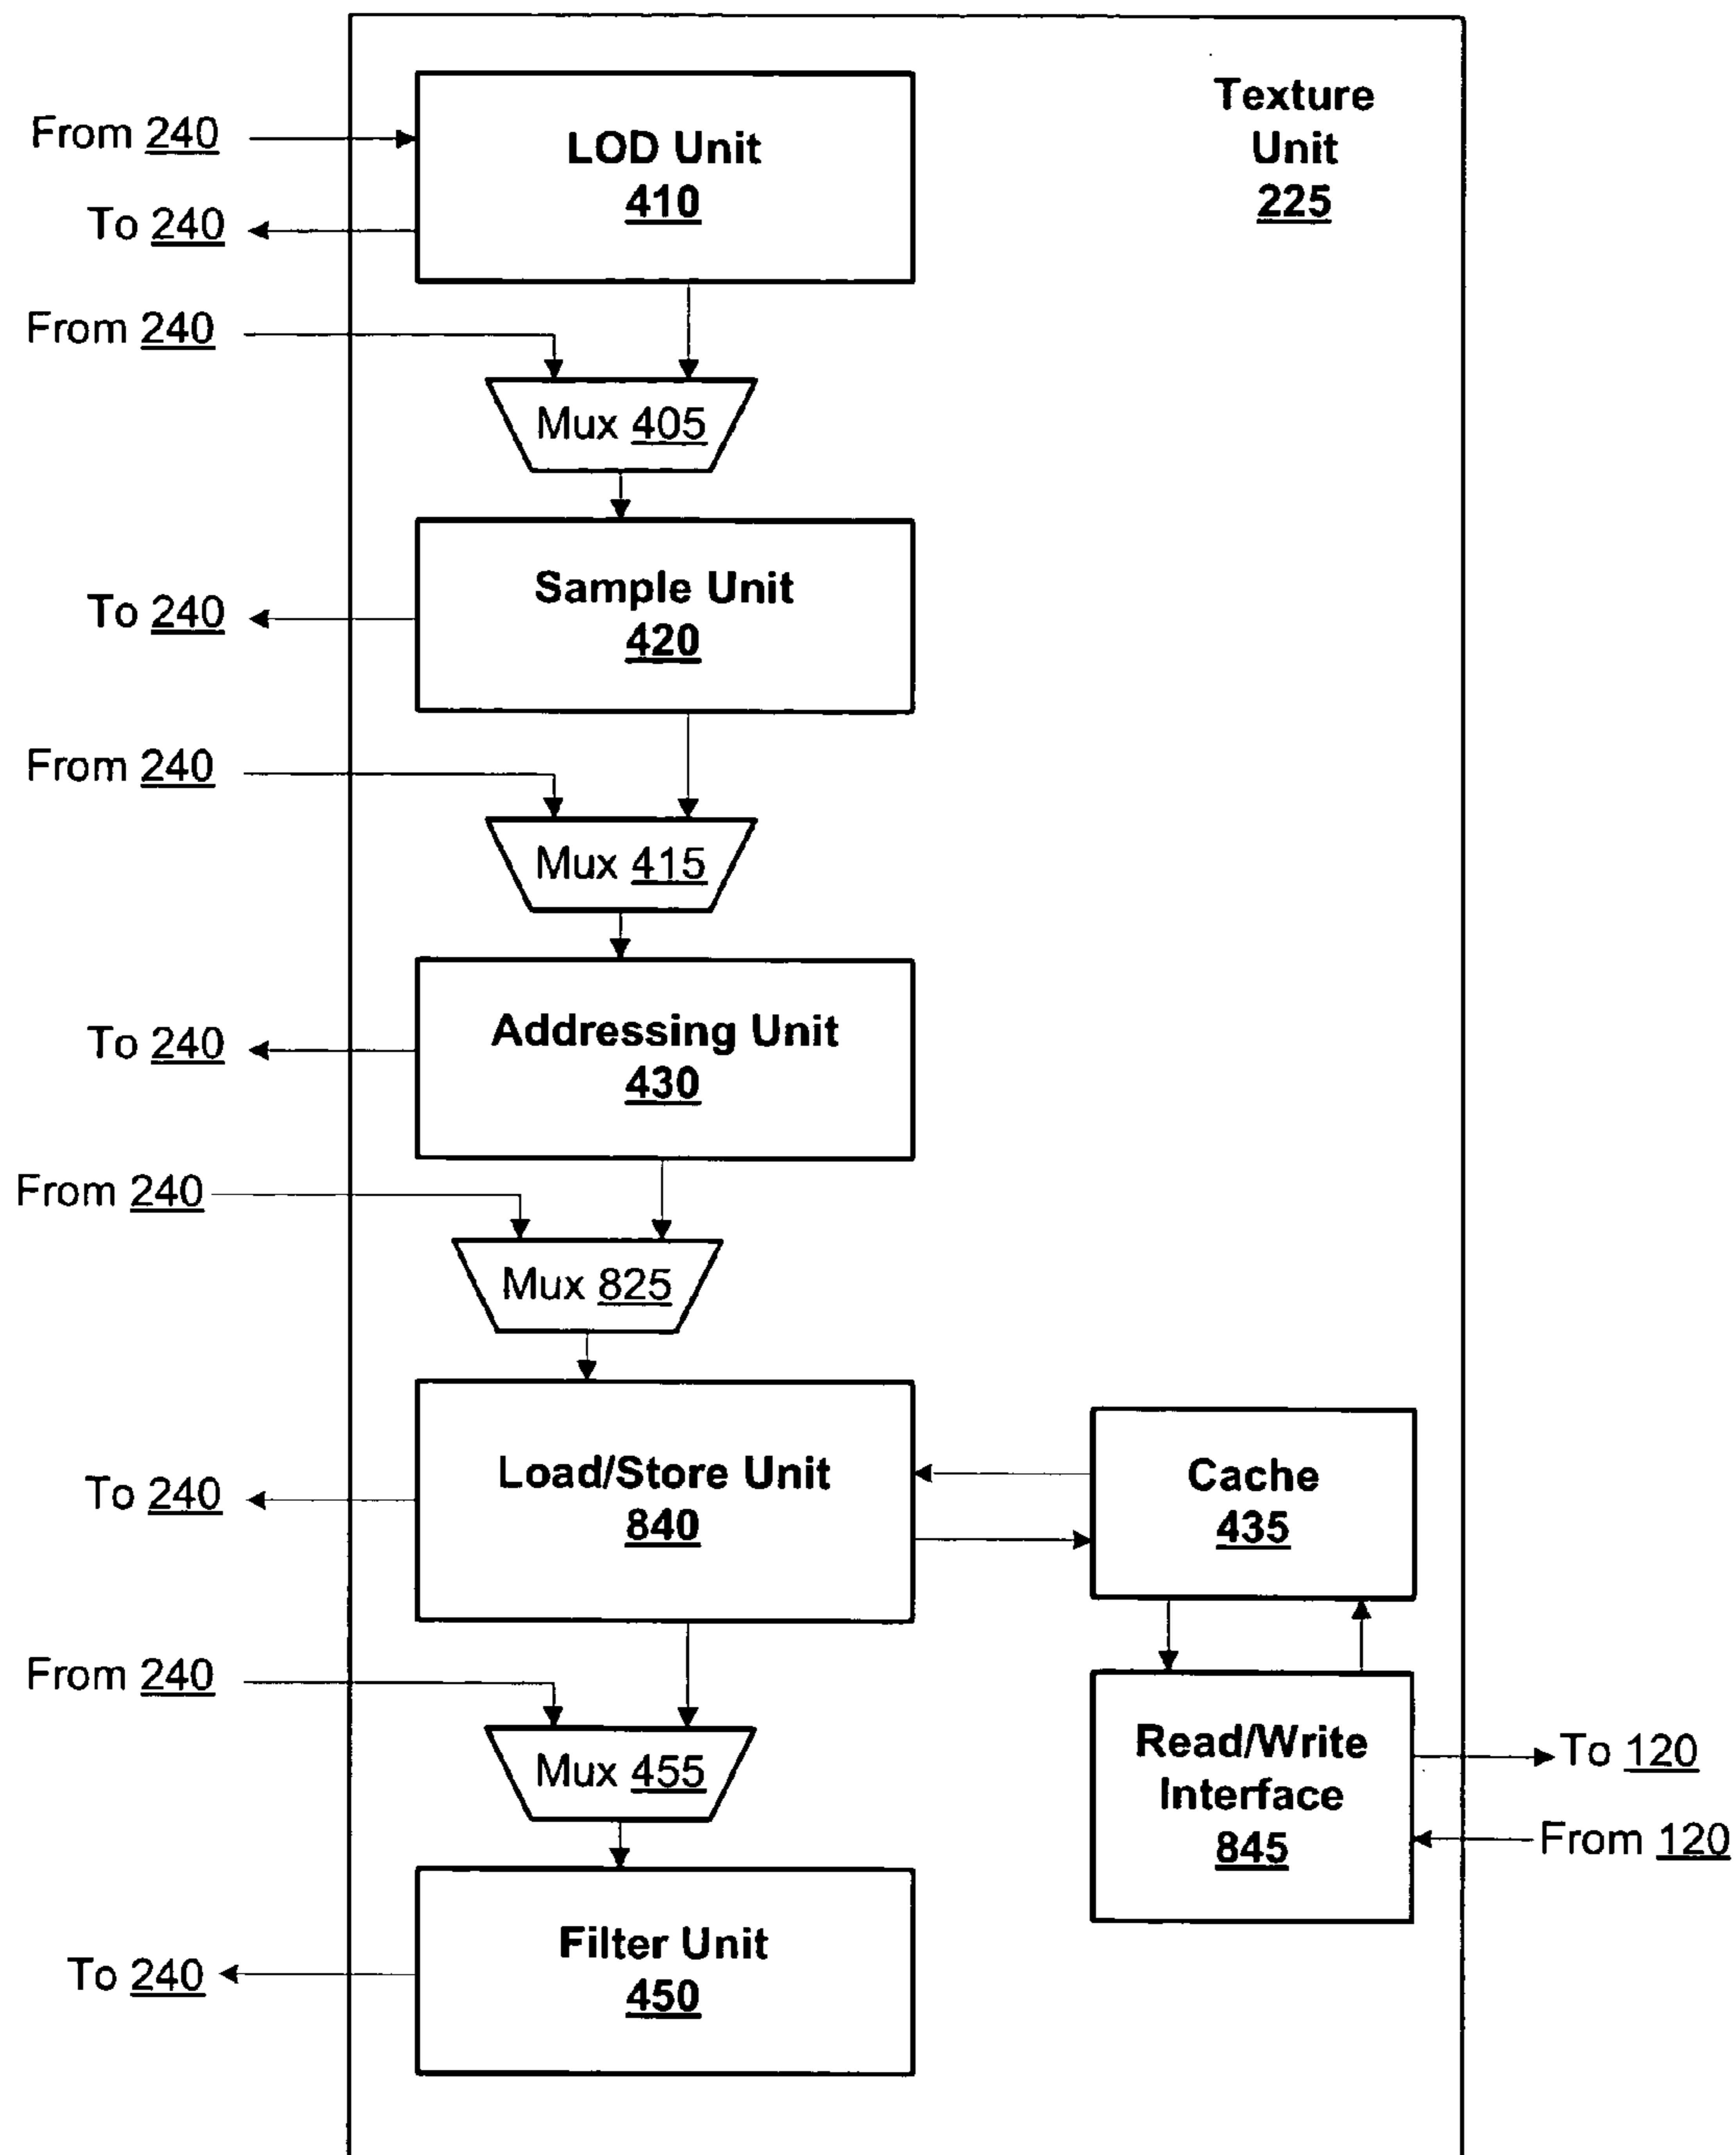 Texture
Unit
225
From 240
LOD Unit
410
To 240
From 240
Mux 405
Sample Unit
420
To 240
From 240
Mux 415
Addressing Unit
430
To 240
From 240
Mux 825
Load/Store Unit
840
To 240
Cache
435
From 240
Mux 455
Read/Write
Interface
845
To 120
From 120
Filter Unit
450
To 240